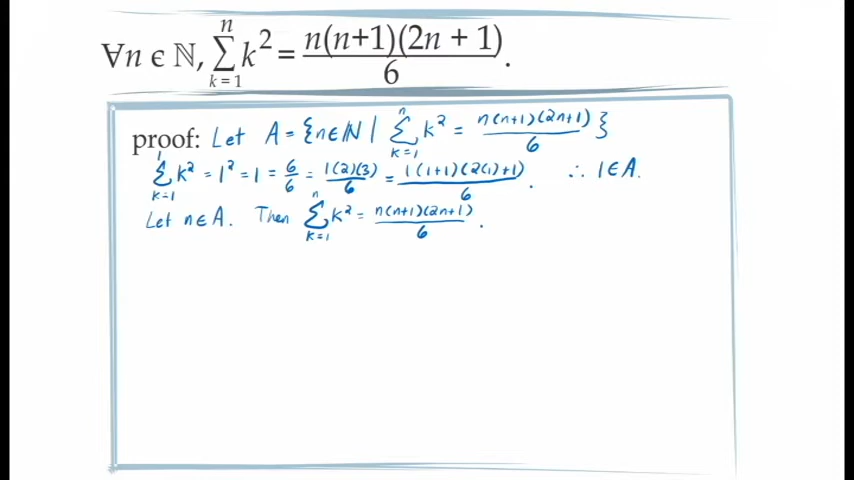 ∀n ϵ ℕ, ∑_{k=1}^{n} k² = n(n+1)(2n + 1)/6.
proof: Let A = {n∈ℕ | ∑_{k=1}^{n} k² = n(n+1)(2n+1)/6}
∑_{k=1}^{1} k² = 1² = 1 = 6/6 = 1(2)(3)/6 = 1(1+1)(2(1)+1)/6. ∴ 1∈A.
Let n∈A. Then ∑_{k=1}^{n} k² = n(n+1)(2n+1)/6.